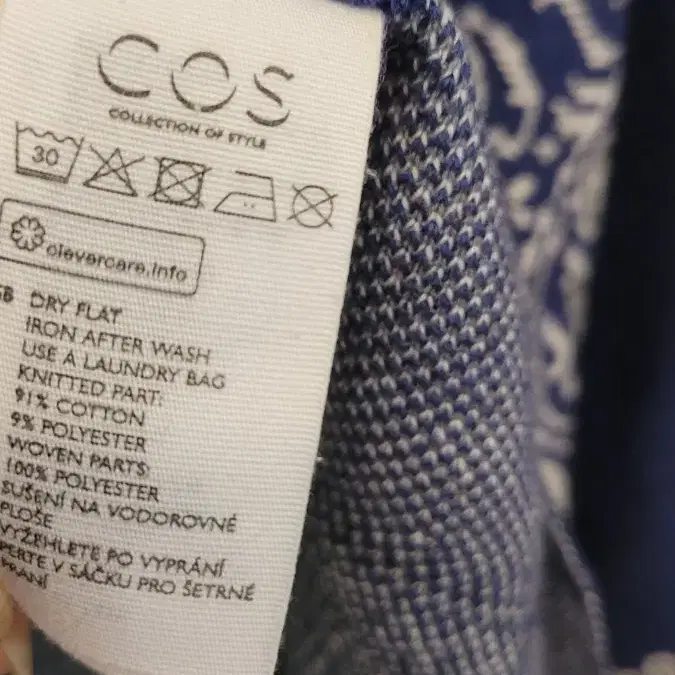 COS
COLLECTION OF STYLE
30
clevercare.info
GB DRY FLAT
IRON AFTER WASH
USE A LAUNDRY BAG
KNITTED PART:
91% COTTON
9% POLYESTER
WOVEN PARTS:
100% POLYESTER
SUŠENÍ NA VODOROVNÉ
PLOŠE
VYŽEHLETE PO VYPRÁNÍ
PERTE V SÁČKU PRO ŠETRNÉ
PRANÍ